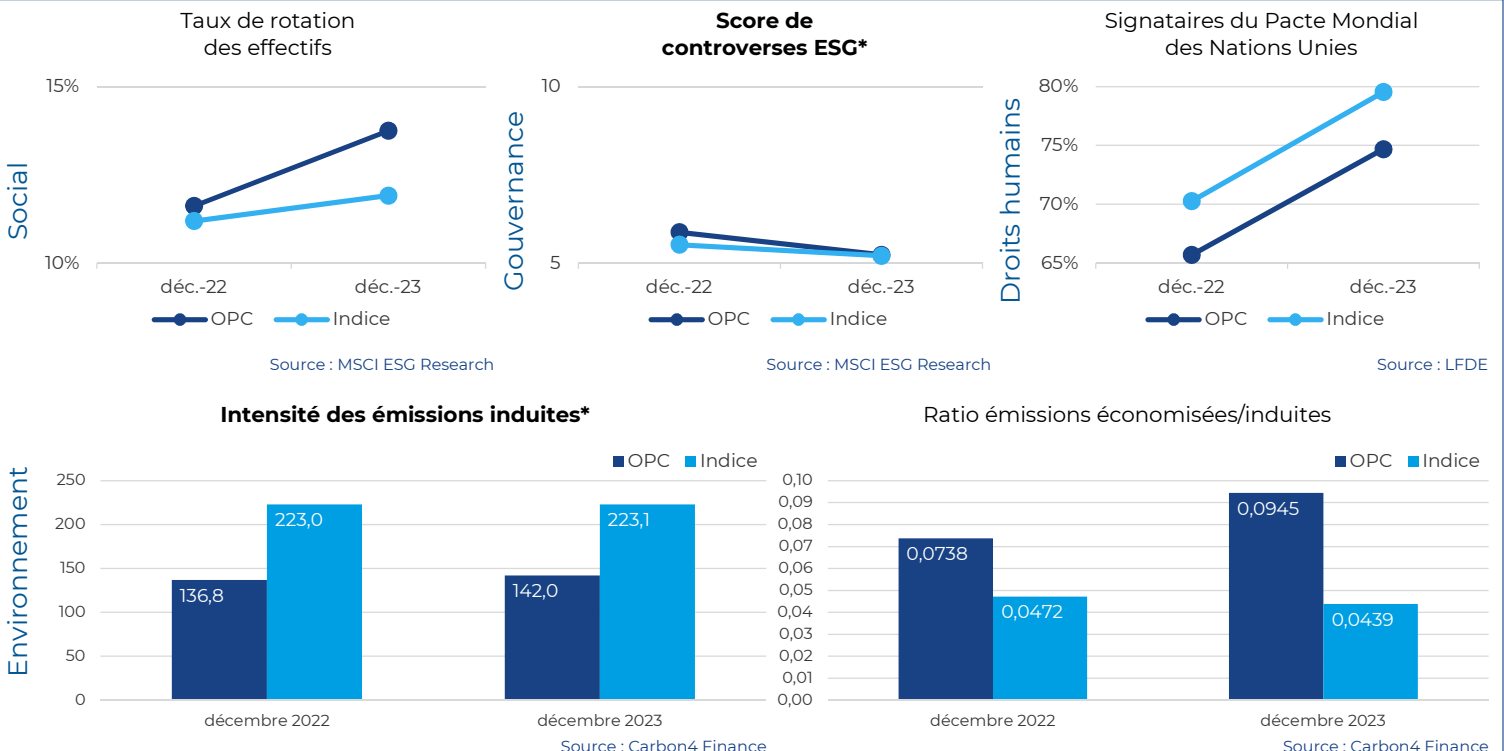 Taux de rotation
des effectifs
15%
10%
Social
déc.-22
déc.-23
OPC
Indice
Source : MSCI ESG Research
Score de
controverses ESG*
10
5
Gouvernance
déc.-22
déc.-23
OPC
Indice
Source : MSCI ESG Research
Signataires du Pacte Mondial
des Nations Unies
80%
75%
70%
65%
Droits humains
déc.-22
déc.-23
OPC
Indice
Source : LFDE
Environnement
Intensité des émissions induites*
OPC
Indice
250
200
150
100
50
0
136,8
223,0
142,0
223,1
décembre 2022
décembre 2023
Source : Carbon4 Finance
Ratio émissions économisées/induites
OPC
Indice
0,10
0,09
0,08
0,07
0,06
0,05
0,04
0,03
0,02
0,01
0,00
0,0738
0,0472
0,0945
0,0439
décembre 2022
décembre 2023
Source : Carbon4 Finance